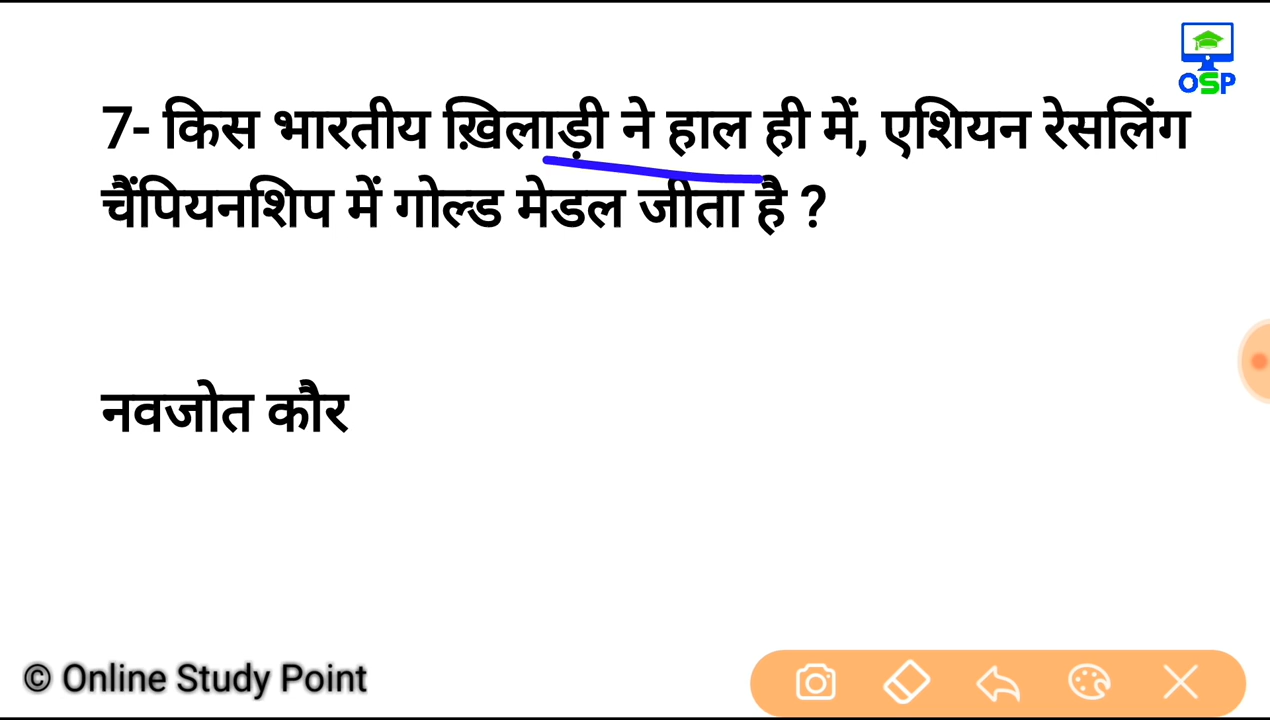 OSP
7- किस भारतीय ख़िलाड़ी ने हाल ही में, एशियन रेसलिंग
चैंपियनशिप में गोल्ड मेडल जीता है ?
नवजोत कौर
© Online Study Point